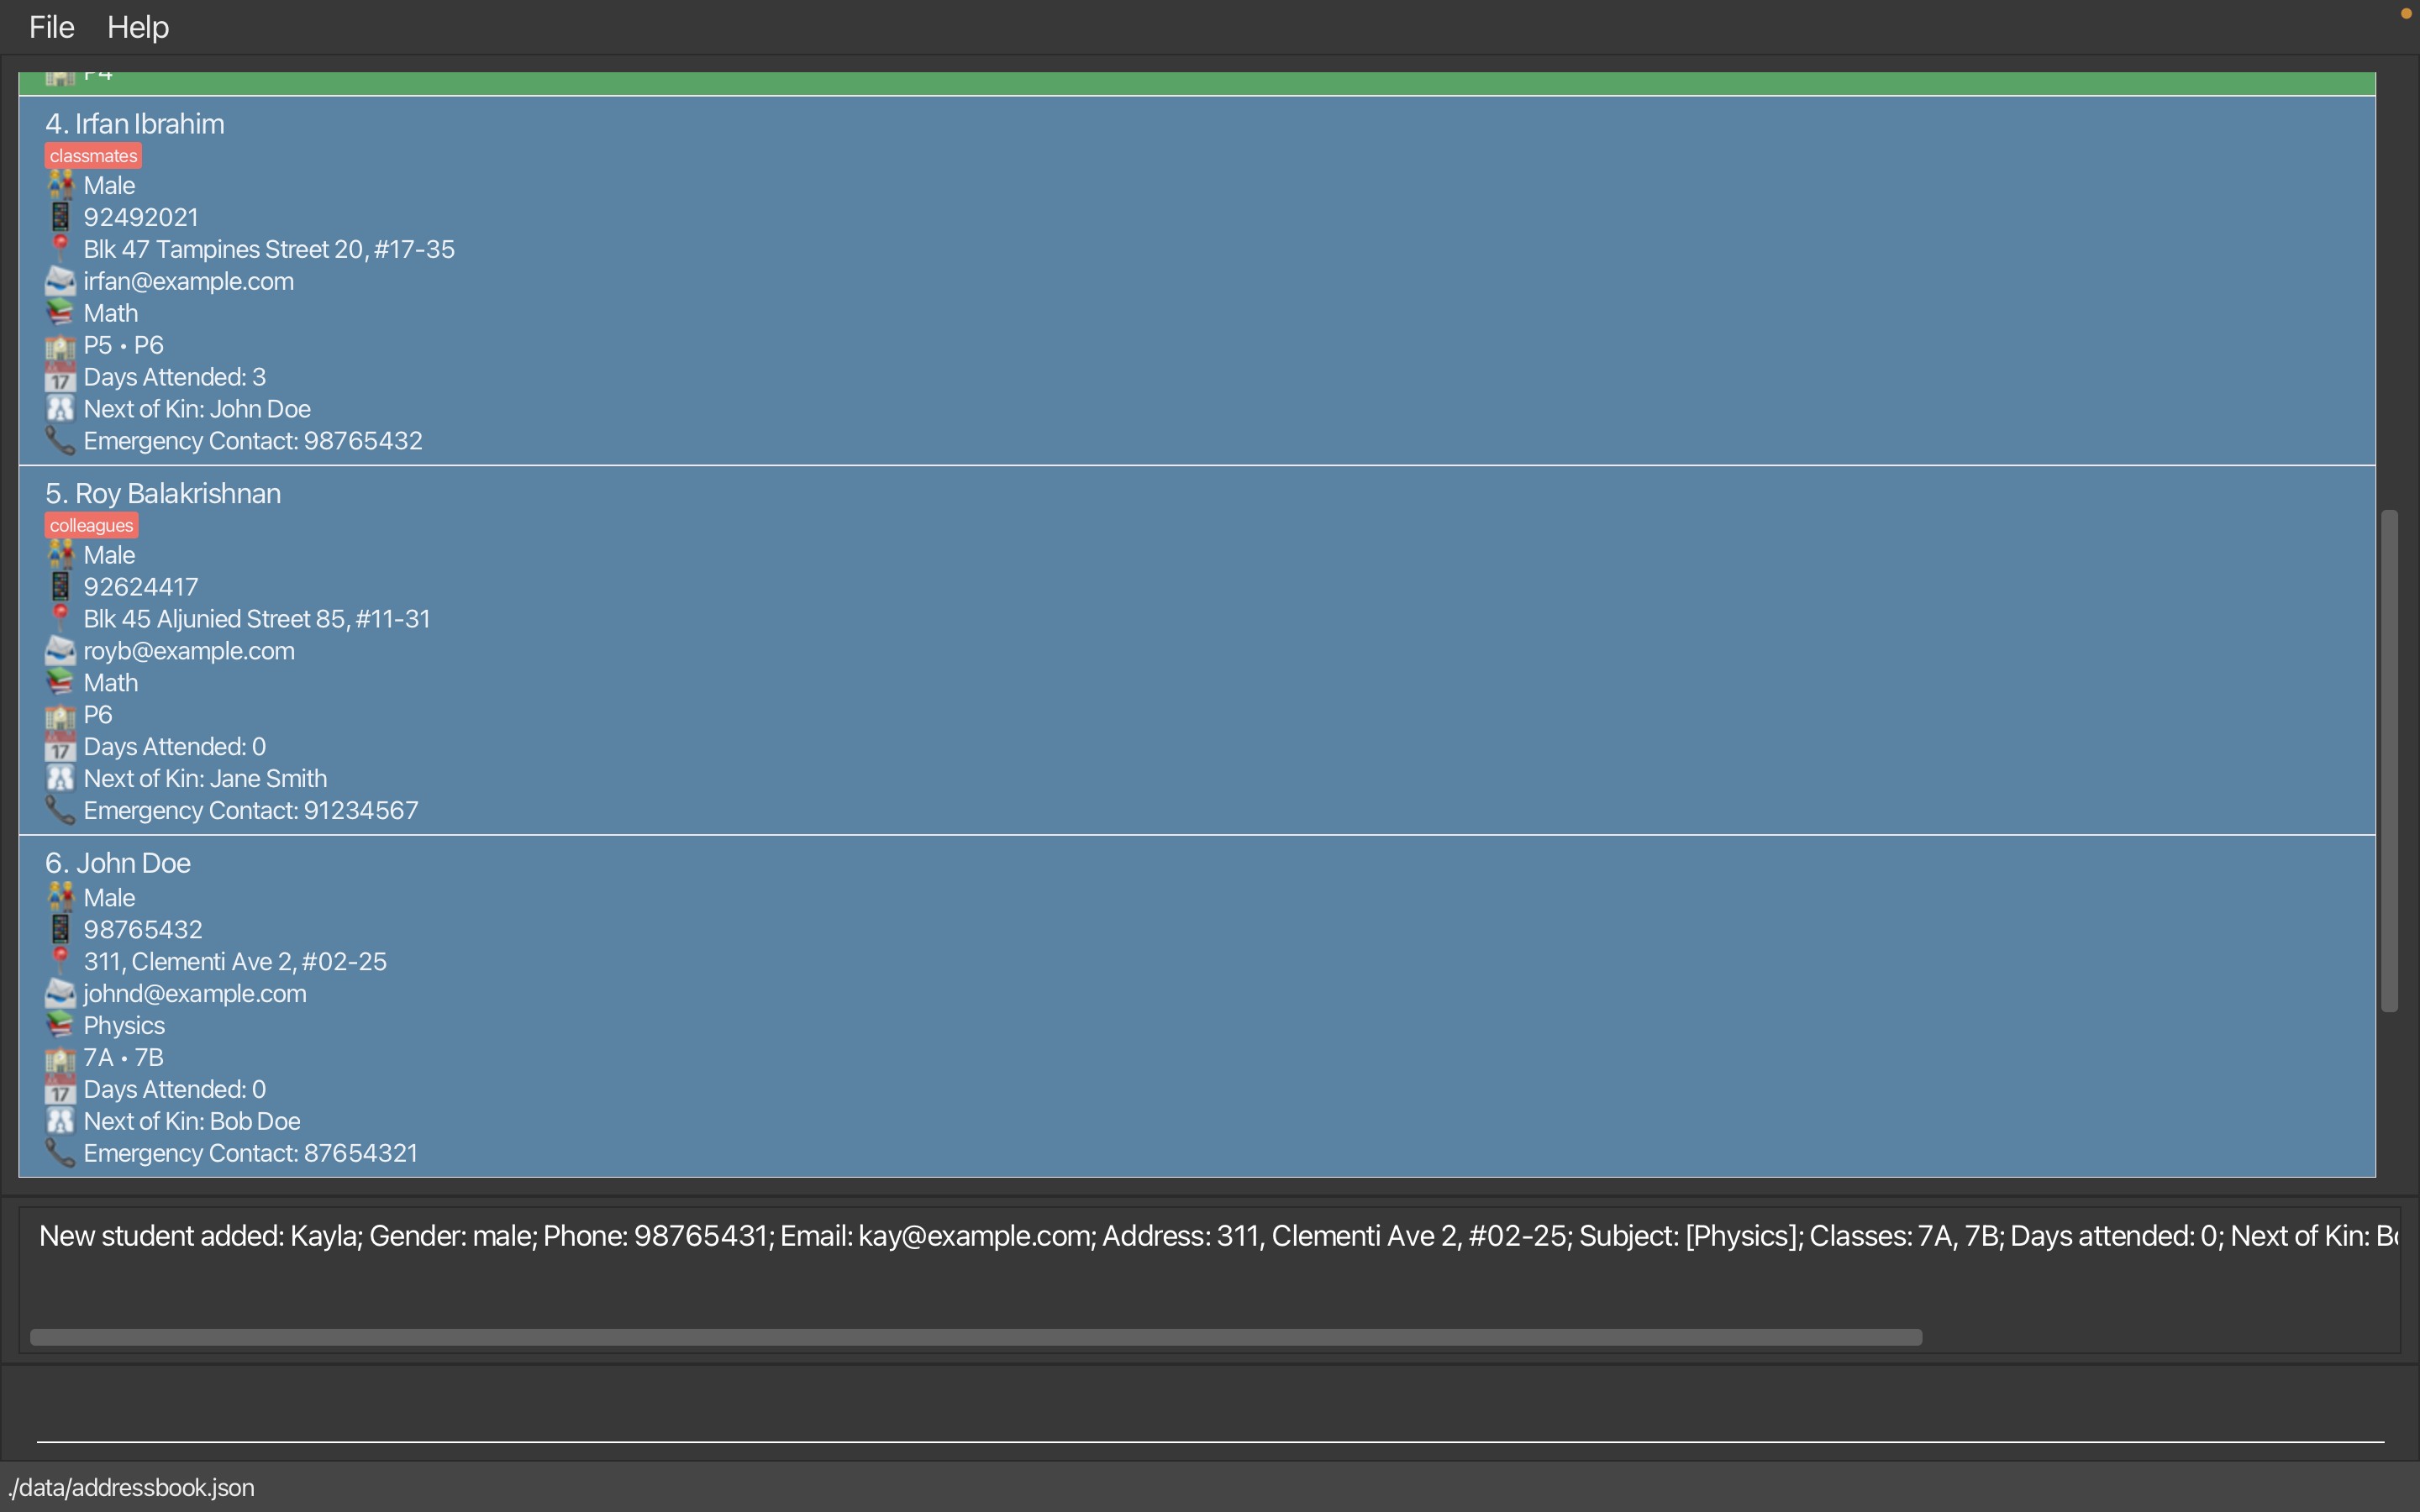 File Help
P4
4. Irfan Ibrahim
classmates
Male
92492021
Blk 47 Tampines Street 20, #17-35
irfan@example.com
Math
P5 • P6
17 Days Attended: 3
Next of Kin: John Doe
Emergency Contact: 98765432
5. Roy Balakrishnan
colleagues
Male
92624417
Blk 45 Aljunied Street 85, #11-31
royb@example.com
Math
P6
17 Days Attended: 0
Next of Kin: Jane Smith
Emergency Contact: 91234567
6. John Doe
Male
98765432
311, Clementi Ave 2, #02-25
johnd@example.com
Physics
7A • 7B
17 Days Attended: 0
Next of Kin: Bob Doe
Emergency Contact: 87654321
New student added: Kayla; Gender: male; Phone: 98765431; Email: kay@example.com; Address: 311, Clementi Ave 2, #02-25; Subject: [Physics]; Classes: 7A, 7B; Days attended: 0; Next of Kin:
./data/addressbook.json